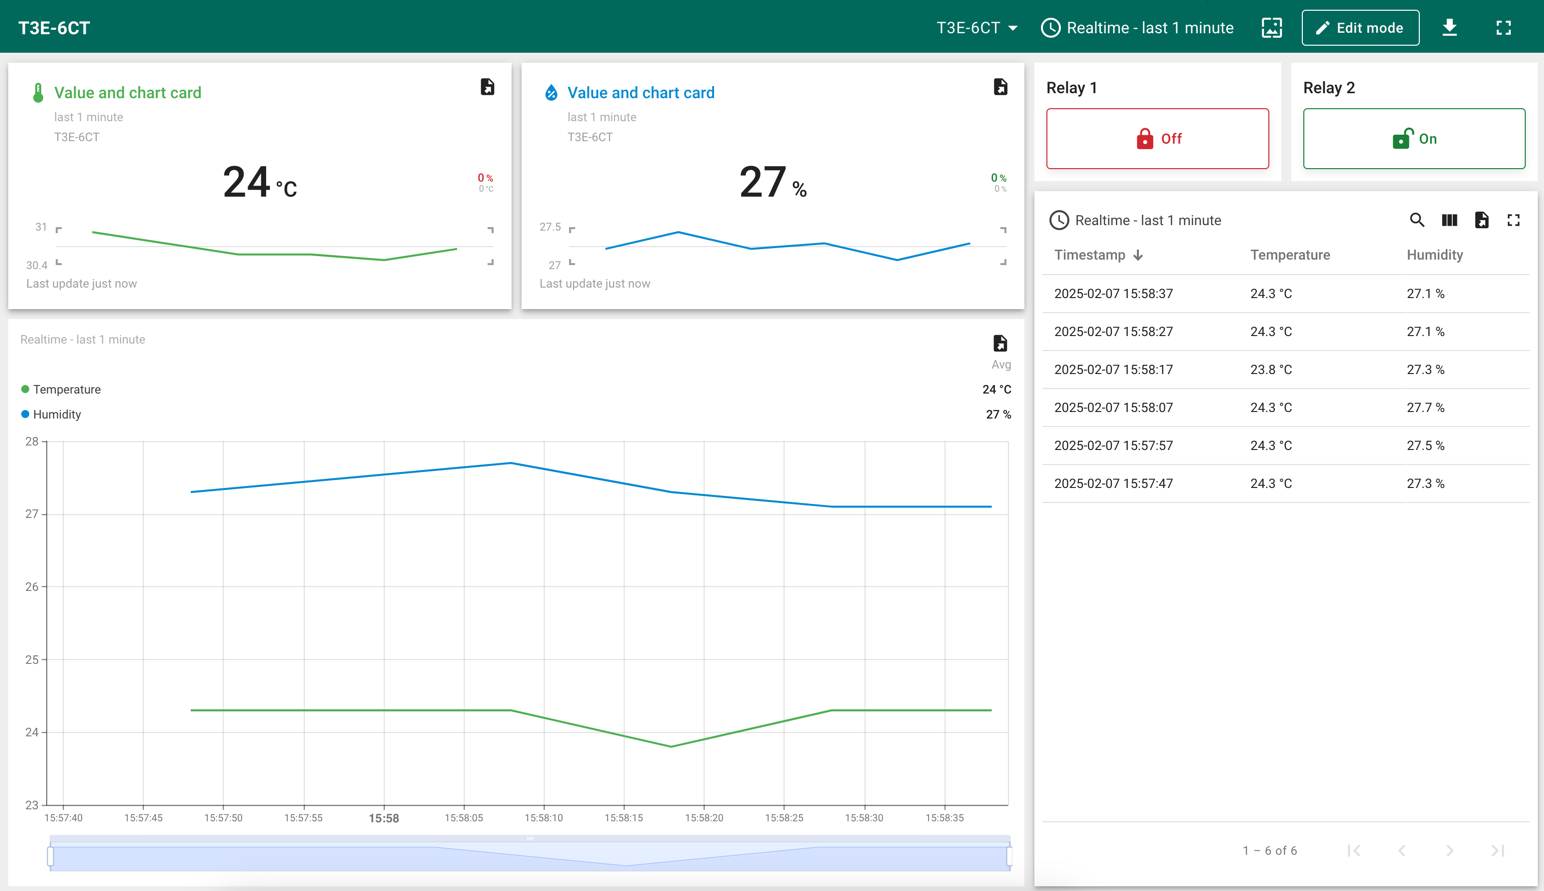 T3E-6CT
T3E-6CT
Realtime - last 1 minute
Edit mode
Value and chart card
last 1 minute
T3E-6CT
24 °C
0 %
0 °C
31
30.4
Last update just now
Value and chart card
last 1 minute
T3E-6CT
27 %
0 %
0 %
27.5
27
Last update just now
Relay 1
Off
Relay 2
On
Realtime - last 1 minute
Avg
Temperature 24 °C
Humidity 27 %
28
27
26
25
24
23
15:57:40 15:57:45 15:57:50 15:57:55 15:58 15:58:05 15:58:10 15:58:15 15:58:20 15:58:25 15:58:30 15:58:35
Realtime - last 1 minute
Timestamp Temperature Humidity
2025-02-07 15:58:37 24.3 °C 27.1 %
2025-02-07 15:58:27 24.3 °C 27.1 %
2025-02-07 15:58:17 23.8 °C 27.3 %
2025-02-07 15:58:07 24.3 °C 27.7 %
2025-02-07 15:57:57 24.3 °C 27.5 %
2025-02-07 15:57:47 24.3 °C 27.3 %
1 – 6 of 6